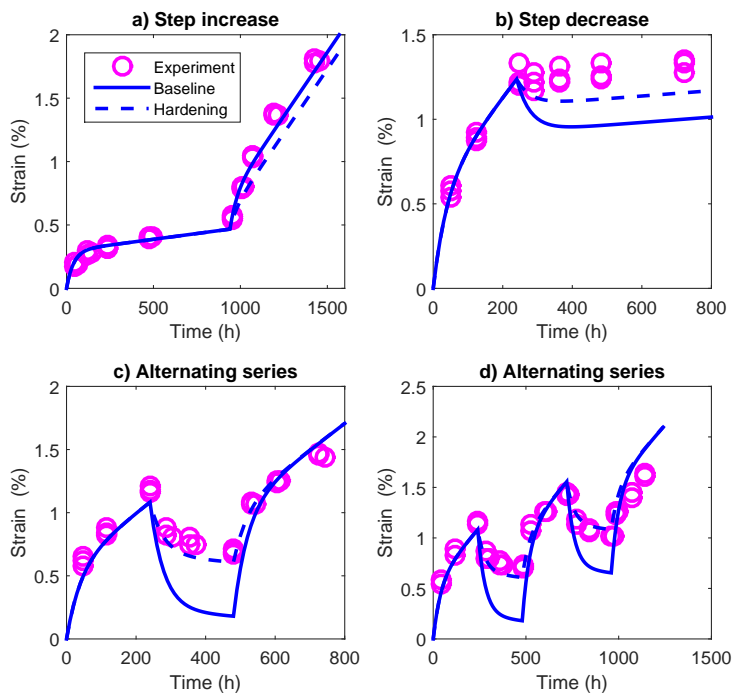 a) Step increase
2
1.5
1
0.5
0
0 500 1000 1500
Strain (%)
Time (h)
Experiment
Baseline
Hardening
b) Step decrease
1.5
1
0.5
0
0 200 400 600 800
Strain (%)
Time (h)
c) Alternating series
2
1.5
1
0.5
0
0 200 400 600 800
Strain (%)
Time (h)
d) Alternating series
2.5
2
1.5
1
0.5
0
0 500 1000 1500
Strain (%)
Time (h)